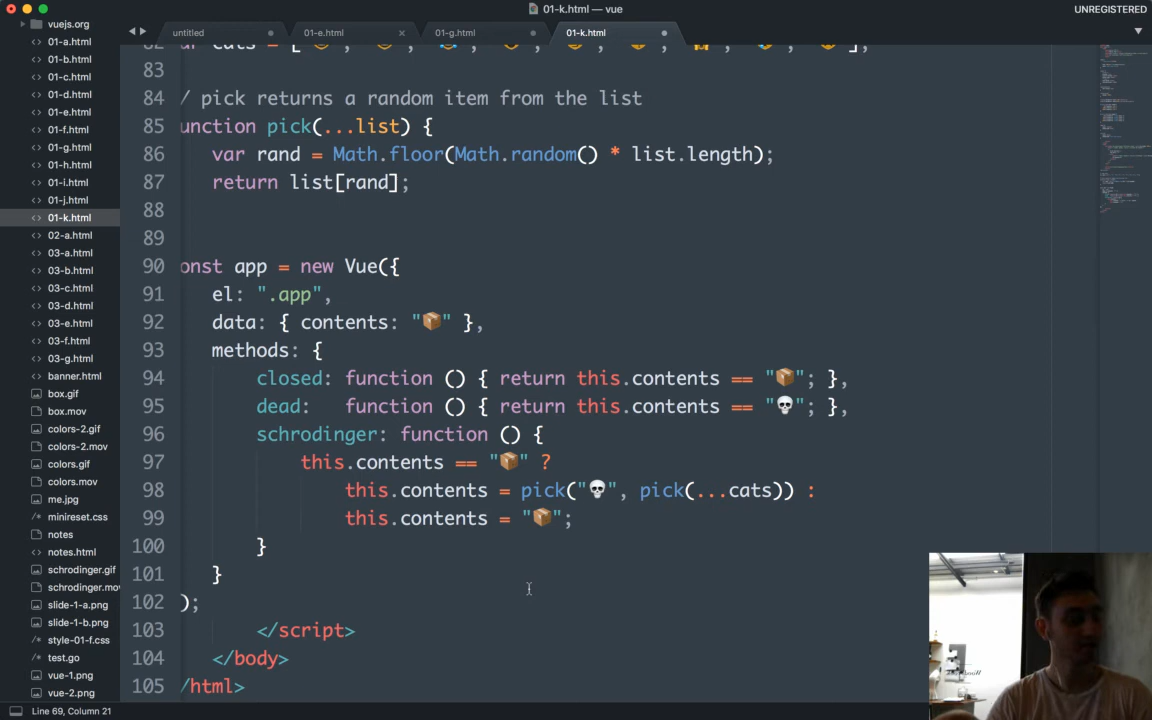 01-k.html — vue
UNREGISTERED
untitled
01-e.html
01-g.html
01-k.html
vuejs.org
01-a.html
01-b.html
01-c.html
01-d.html
01-e.html
01-f.html
01-g.html
01-h.html
01-i.html
01-j.html
01-k.html
02-a.html
03-a.html
03-b.html
03-c.html
03-d.html
03-e.html
03-f.html
03-g.html
banner.html
box.gif
box.mov
colors-2.gif
colors-2.mov
colors.gif
colors.mov
me.jpg
minireset.css
notes
notes.html
schrodinger.gif
schrodinger.mov
slide-1-a.png
slide-1-b.png
style-01-f.css
test.go
vue-1.png
vue-2.png
83
84 / pick returns a random item from the list
85 unction pick(...list) {
86 var rand = Math.floor(Math.random() * list.length);
87 return list[rand];
88
89
90 onst app = new Vue({
91 el: ".app",
92 data: { contents: "📦" },
93 methods: {
94 closed: function () { return this.contents == "📦"; },
95 dead: function () { return this.contents == "💀"; },
96 schrodinger: function () {
97 this.contents == "📦" ?
98 this.contents = pick("💀", pick(...cats)) :
99 this.contents = "📦";
100 }
101 }
102 );
103 </script>
104 </body>
105 /html>
Line 69, Column 21